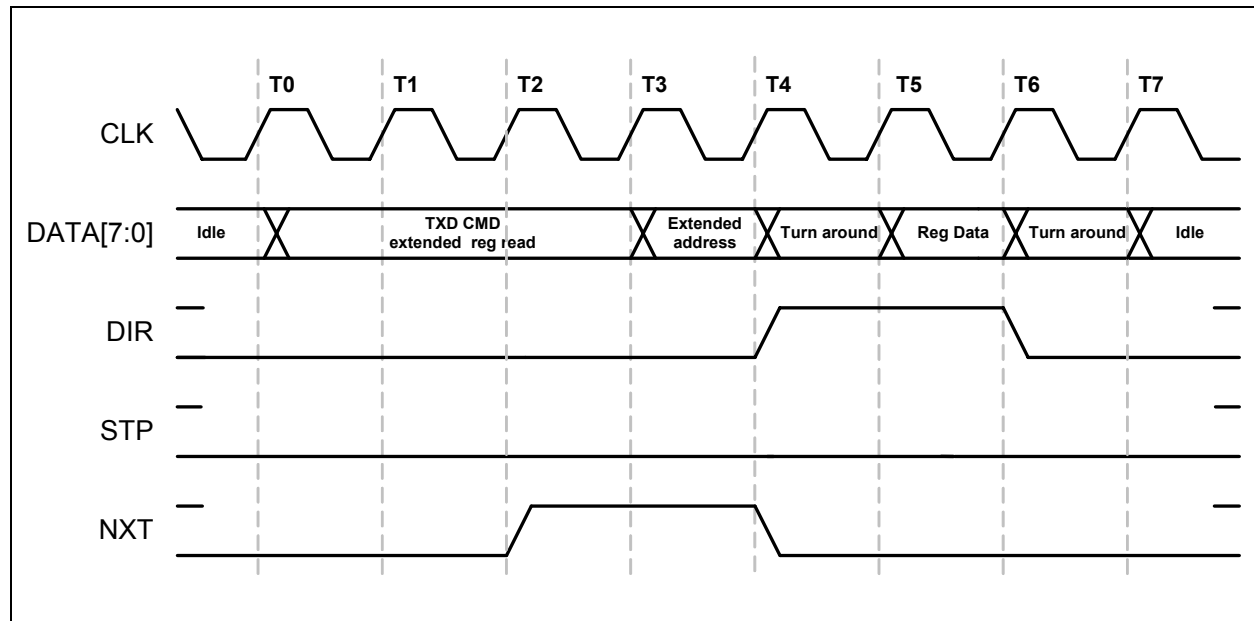 T0 T1 T2 T3 T4 T5 T6 T7
CLK
DATA[7:0] Idle TXD CMD Extended Turn around Reg Data Turn around Idle
extended reg read address
DIR
STP
NXT